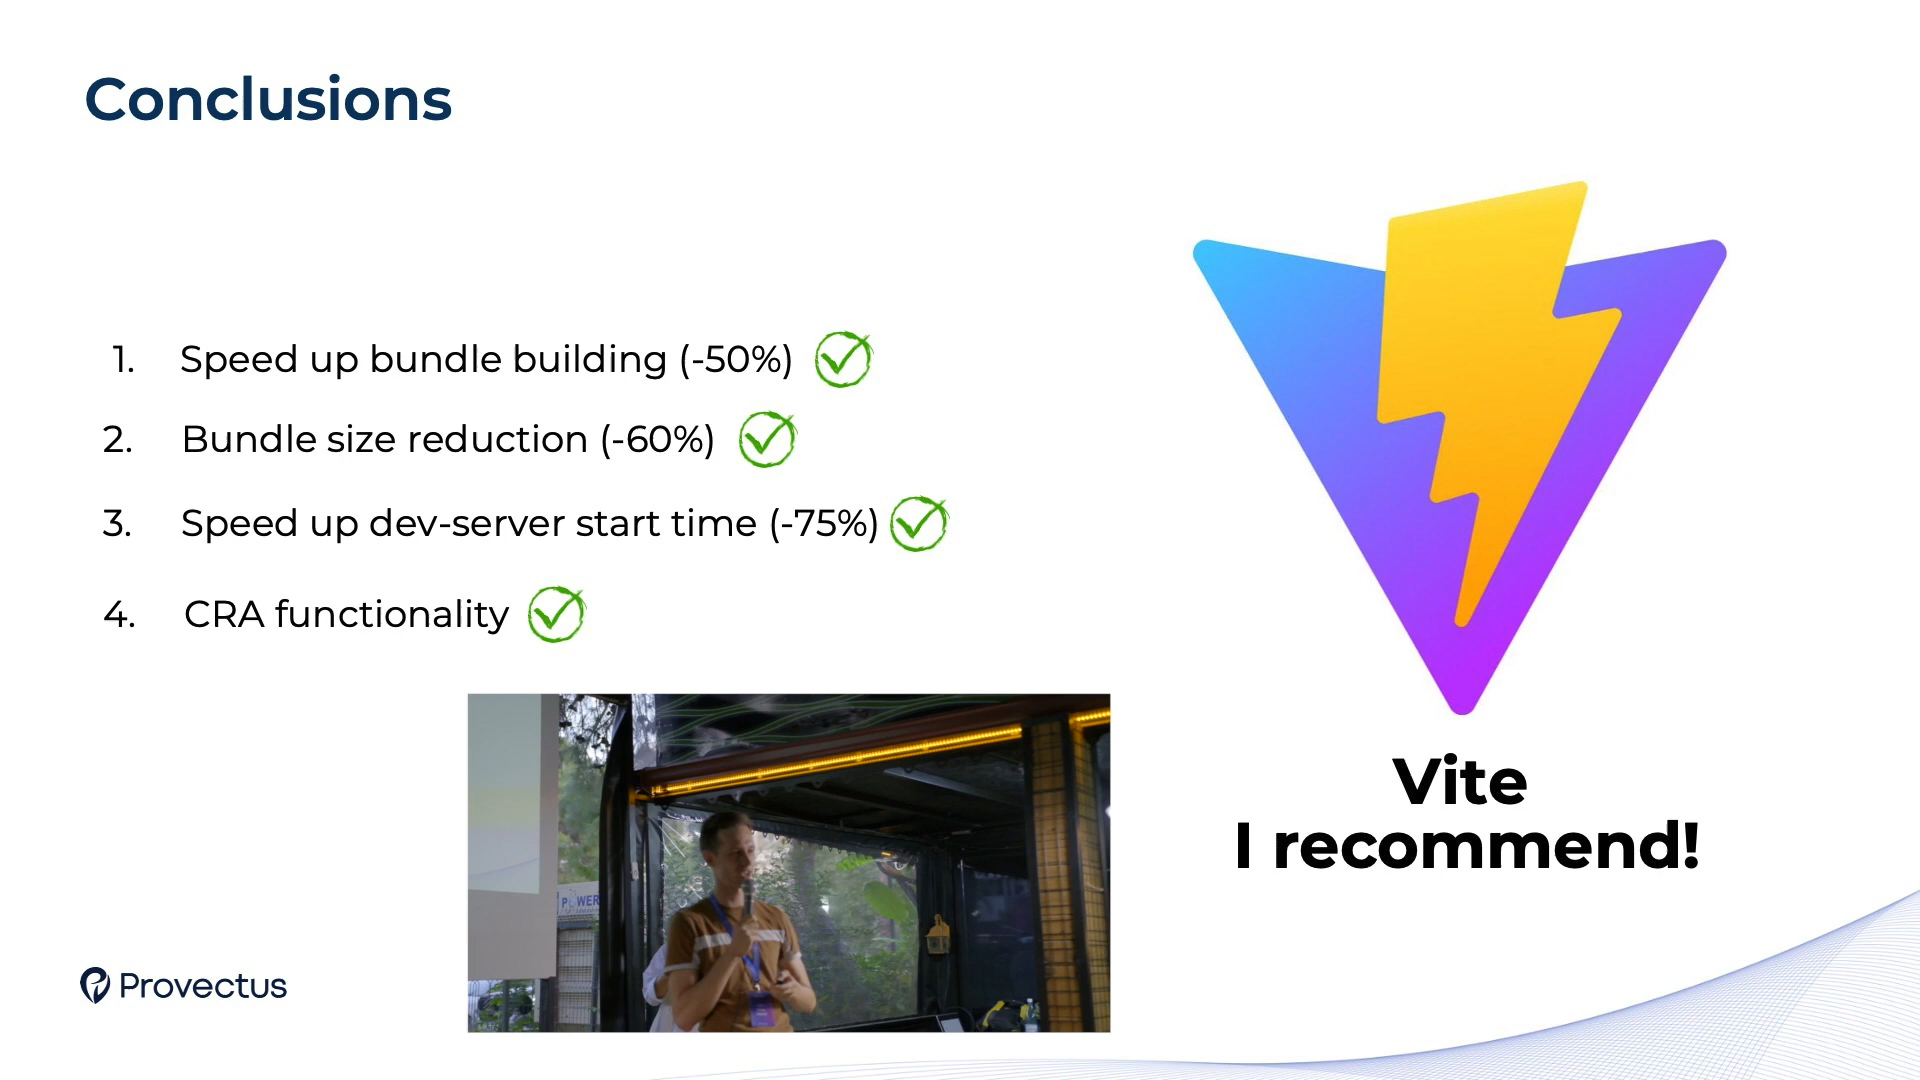 Conclusions
1. Speed up bundle building (-50%)
2. Bundle size reduction (-60%)
3. Speed up dev-server start time (-75%)
4. CRA functionality
Vite
I recommend!
POWER
Provectus